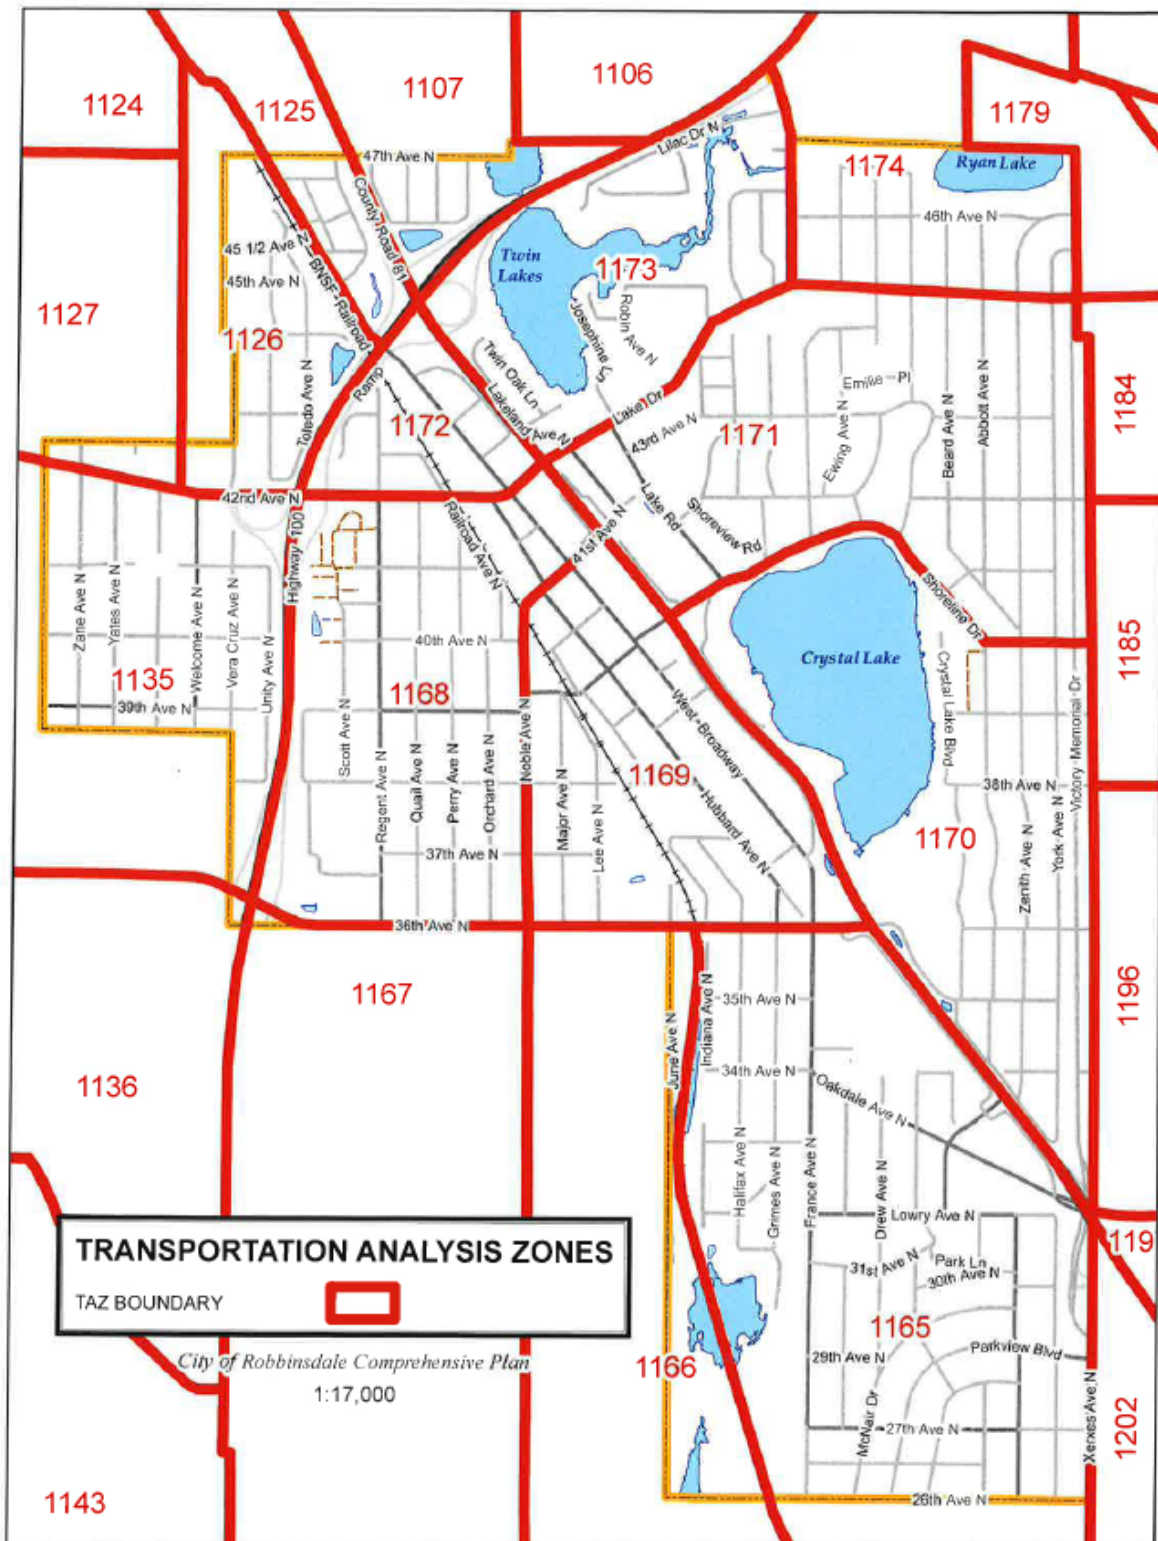 1124
1125
1107
1106
1179
47th Ave N
Lilac Dr N
1174
Ryan Lake
County Road 81
46th Ave N
45 1/2 Ave N
Twin
Lakes
1173
45th Ave N
BNSF Railroad
1127
1126
Robin Ave N
Josephine Ln
Twin Oak Ln
Ramp
Toledo Ave N
Lakeland Ave N
Lake Dr
Emilie Pl
1184
1172
43rd Ave N
1171
Ewing Ave N
Beard Ave N
Abbott Ave N
42nd Ave N
Railroad Ave N
Lake Rd
Shoreview Rd
41st Ave N
Highway 100
Zane Ave N
Yates Ave N
Welcome Ave N
Vera Cruz Ave N
Unity Ave N
40th Ave N
Shoreline Dr
Crystal Lake
1185
1135
1168
39th Ave N
Scott Ave N
Regent Ave N
Quail Ave N
Perry Ave N
Orchard Ave N
Noble Ave N
Major Ave N
Lee Ave N
West Broadway
Hubbard Ave N
1169
Crystal Lake Blvd
Victory Memorial Dr
38th Ave N
York Ave N
Zenith Ave N
1170
37th Ave N
36th Ave N
1167
1196
35th Ave N
Indiana Ave N
June Ave N
34th Ave N
1136
Oakdale Ave N
Halifax Ave N
Grimes Ave N
France Ave N
Drew Ave N
Lowry Ave N
119
31st Ave N
Park Ln
30th Ave N
TRANSPORTATION ANALYSIS ZONES
TAZ BOUNDARY
1165
Parkview Blvd
29th Ave N
1166
City of Robbinsdale Comprehensive Plan
1:17,000
McNair Dr
27th Ave N
Xerxes Ave N
1202
1143
26th Ave N